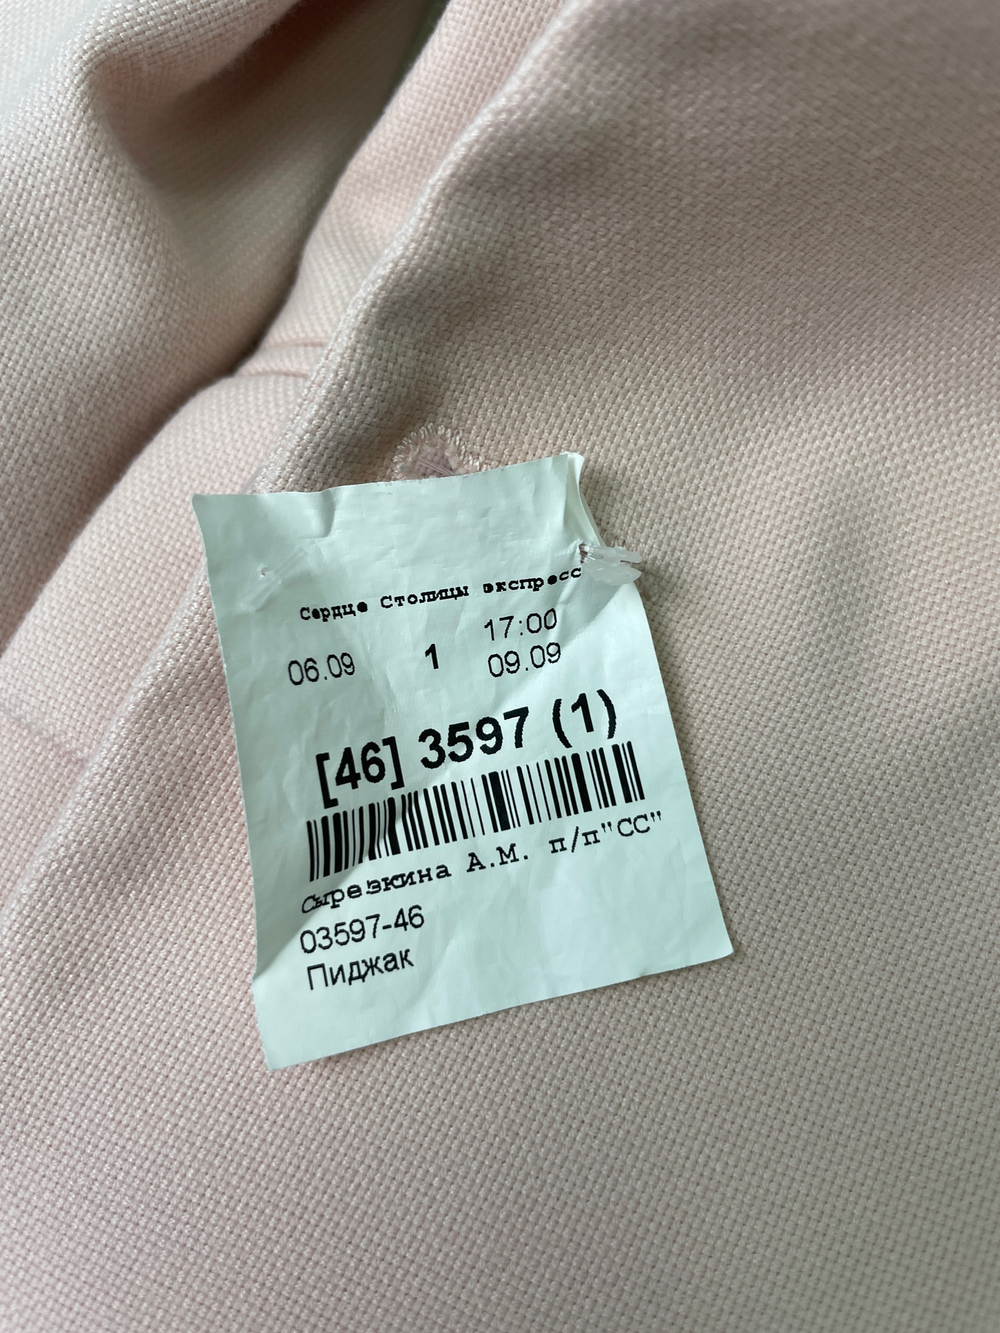 Сердце Столицы экспресс
17:00
06.09 1 09.09
[46] 3597 (1)
Сырезкина А.М. п/п"СС"
03597-46
Пиджак